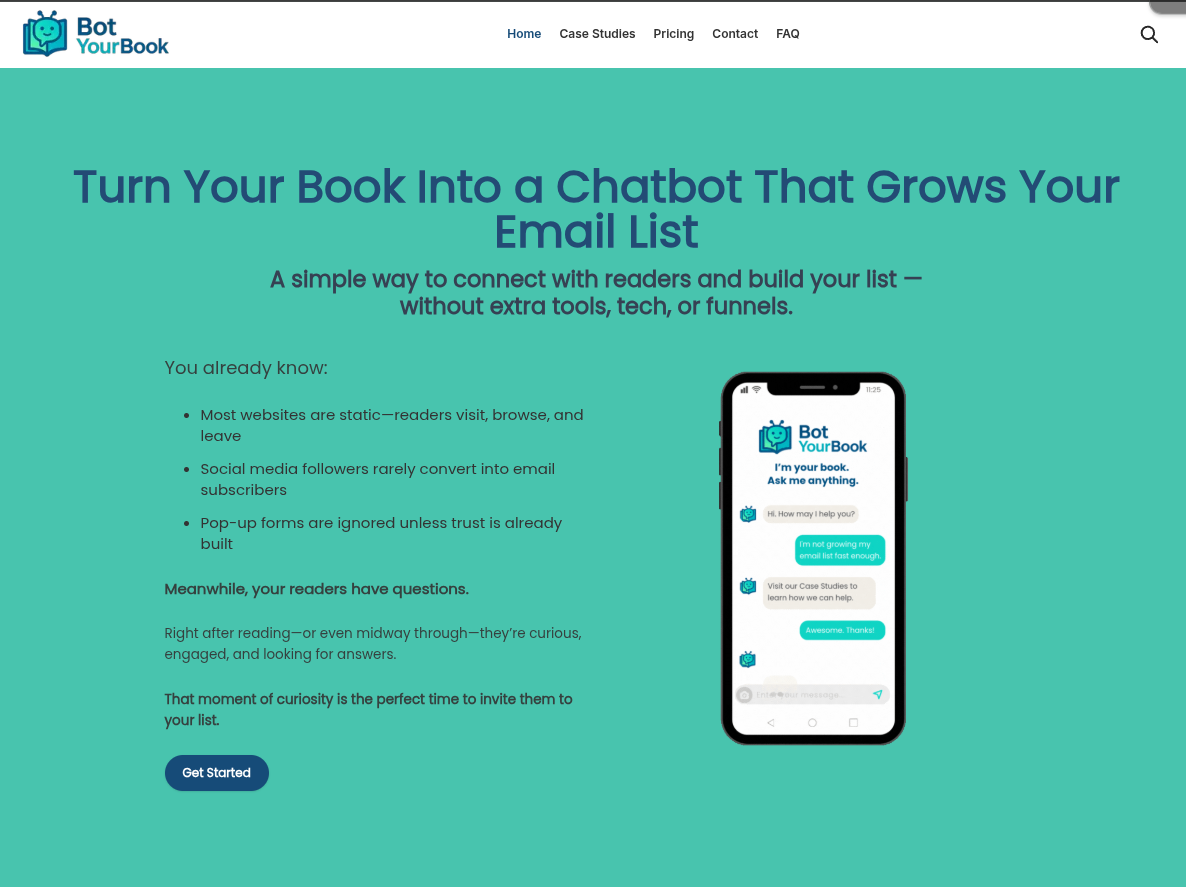 Bot
YourBook
Home Case Studies Pricing Contact FAQ
Turn Your Book Into a Chatbot That Grows Your
Email List
A simple way to connect with readers and build your list —
without extra tools, tech, or funnels.
You already know:
• Most websites are static—readers visit, browse, and
leave
• Social media followers rarely convert into email
subscribers
• Pop-up forms are ignored unless trust is already
built
Meanwhile, your readers have questions.
Right after reading—or even midway through—they’re curious,
engaged, and looking for answers.
That moment of curiosity is the perfect time to invite them to
your list.
Get Started
11:25
Bot
YourBook
I’m your book.
Ask me anything.
Hi. How may I help you?
I'm not growing my
email list fast enough.
Visit our Case Studies to
learn how we can help.
Awesome. Thanks!
message...